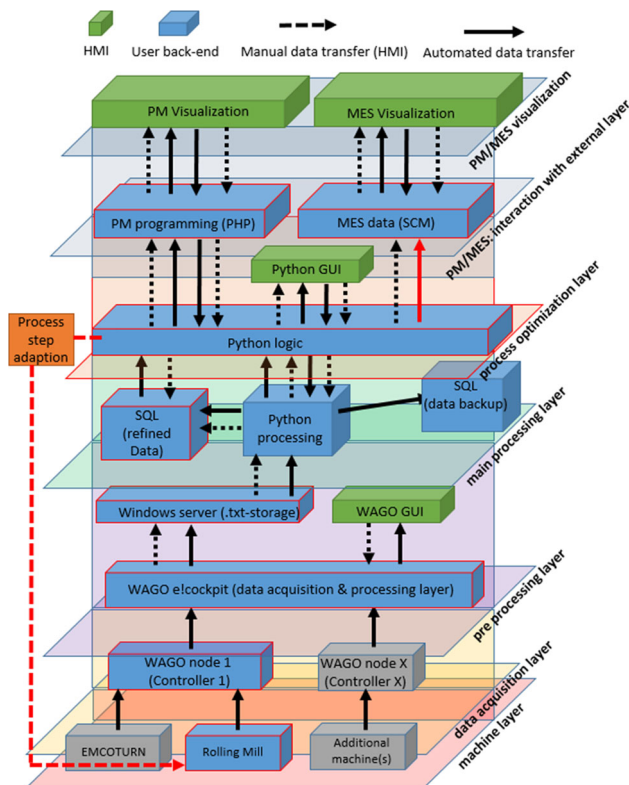 HMI
User back-end
Manual data transfer (HMI)
Automated data transfer
PM Visualization
MES Visualization
PM/MES visualization
PM programming (PHP)
MES data (SCM)
PM/MES: interaction with external layer
Python GUI
Process
step
adaption
Python logic
process optimization layer
SQL
(refined
Data)
Python
processing
SQL
(data backup)
main processing layer
Windows server (.txt-storage)
WAGO GUI
WAGO e!cockpit (data acquisition & processing layer)
pre processing layer
WAGO node 1
(Controller 1)
WAGO node X
(Controller X)
data acquisition layer
EMCOTURN
Rolling Mill
Additional
machine(s)
machine layer